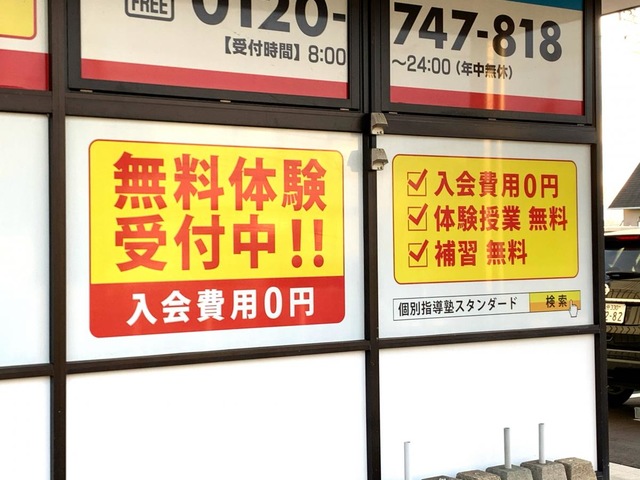 FREE
0120-747-818
【受付時間】8:00～24:00(年中無休)
無料体験
受付中!!
入会費用0円
入会費用0円
体験授業 無料
補習 無料
個別指導塾スタンダード 検索